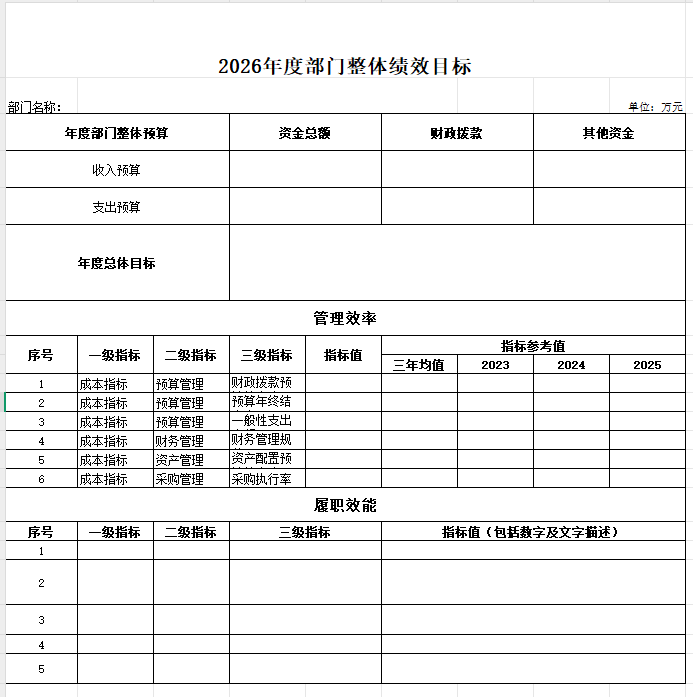 2026年度部门整体绩效目标
部门名称： 单位：万元
年度部门整体预算 资金总额 财政拨款 其他资金
收入预算
支出预算
年度总体目标
管理效率
序号 一级指标 二级指标 三级指标 指标值 指标参考值
三年均值 2023 2024 2025
1 成本指标 预算管理 财政拨款预
2 成本指标 预算管理 预算年终结
3 成本指标 预算管理 一般性支出
4 成本指标 财务管理 财务管理规
5 成本指标 资产管理 资产配置预
6 成本指标 采购管理 采购执行率
履职效能
序号 一级指标 二级指标 三级指标 指标值（包括数字及文字描述）
1
2
3
4
5